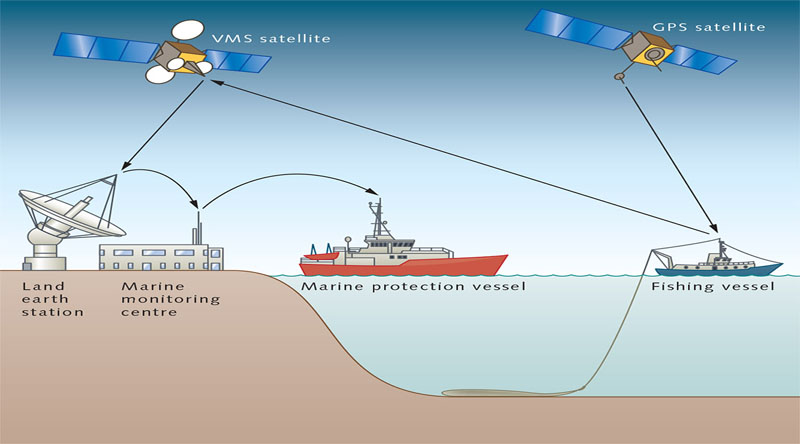 VMS satellite
GPS satellite
Land
earth
station
Marine
monitoring
centre
Marine protection vessel
Fishing vessel